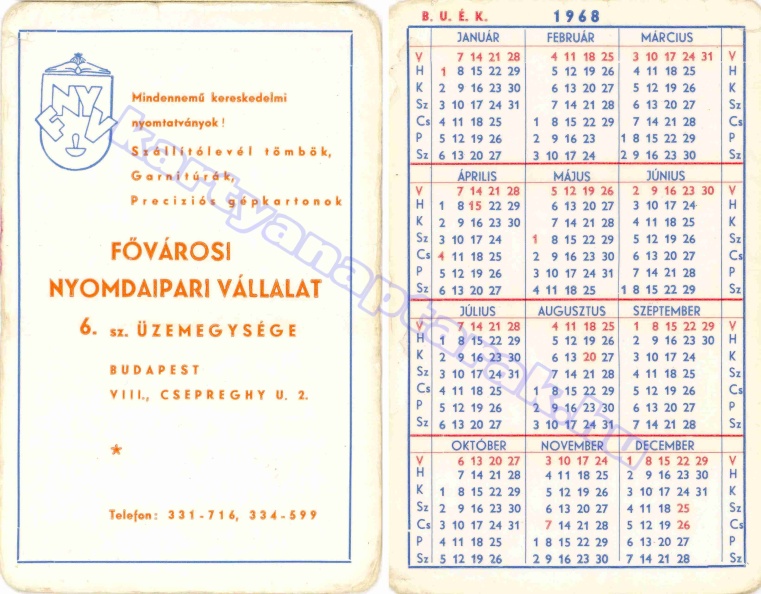 FNYV
Mindennemű kereskedelmi
nyomtatványok!
Szállítólevél tömbök,
Garnitúrák,
Preciziós gépkartonok
FŐVÁROSI
NYOMDAIPARI VÁLLALAT
6. sz. ÜZEMEGYSÉGE
BUDAPEST
VIII., CSEPREGHY U. 2.
*
Telefon: 331-716, 334-599
kartyanaptarak.hu
B. U. É. K. 1968
JANUÁR FEBRUÁR MÁRCIUS
V 7 14 21 28 4 11 18 25 3 10 17 24 31 V
H 1 8 15 22 29 5 12 19 26 4 11 18 25 H
K 2 9 16 23 30 6 13 20 27 5 12 19 26 K
Sz 3 10 17 24 31 7 14 21 28 6 13 20 27 Sz
Cs 4 11 18 25 1 8 15 22 29 7 14 21 28 Cs
P 5 12 19 26 2 9 16 23 1 8 15 22 29 P
Sz 6 13 20 27 3 10 17 24 2 9 16 23 30 Sz
ÁPRILIS MÁJUS JÚNIUS
V 7 14 21 28 5 12 19 26 2 9 16 23 30 V
H 1 8 15 22 29 6 13 20 27 3 10 17 24 H
K 2 9 16 23 30 7 14 21 28 4 11 18 25 K
Sz 3 10 17 24 1 8 15 22 29 5 12 19 26 Sz
Cs 4 11 18 25 2 9 16 23 30 6 13 20 27 Cs
P 5 12 19 26 3 10 17 24 31 7 14 21 28 P
Sz 6 13 20 27 4 11 18 25 1 8 15 22 29 Sz
JÚLIUS AUGUSZTUS SZEPTEMBER
V 7 14 21 28 4 11 18 25 1 8 15 22 29 V
H 1 8 15 22 29 5 12 19 26 2 9 16 23 30 H
K 2 9 16 23 30 6 13 20 27 3 10 17 24 K
Sz 3 10 17 24 31 7 14 21 28 4 11 18 25 Sz
Cs 4 11 18 25 1 8 15 22 29 5 12 19 26 Cs
P 5 12 19 26 2 9 16 23 30 6 13 20 27 P
Sz 6 13 20 27 3 10 17 24 31 7 14 21 28 Sz
OKTÓBER NOVEMBER DECEMBER
V 6 13 20 27 3 10 17 24 1 8 15 22 29 V
H 7 14 21 28 4 11 18 25 2 9 16 23 30 H
K 1 8 15 22 29 5 12 19 26 3 10 17 24 31 K
Sz 2 9 16 23 30 6 13 20 27 4 11 18 25 Sz
Cs 3 10 17 24 31 7 14 21 28 5 12 19 26 Cs
P 4 11 18 25 1 8 15 22 29 6 13 20 27 P
Sz 5 12 19 26 2 9 16 23 30 7 14 21 28 Sz